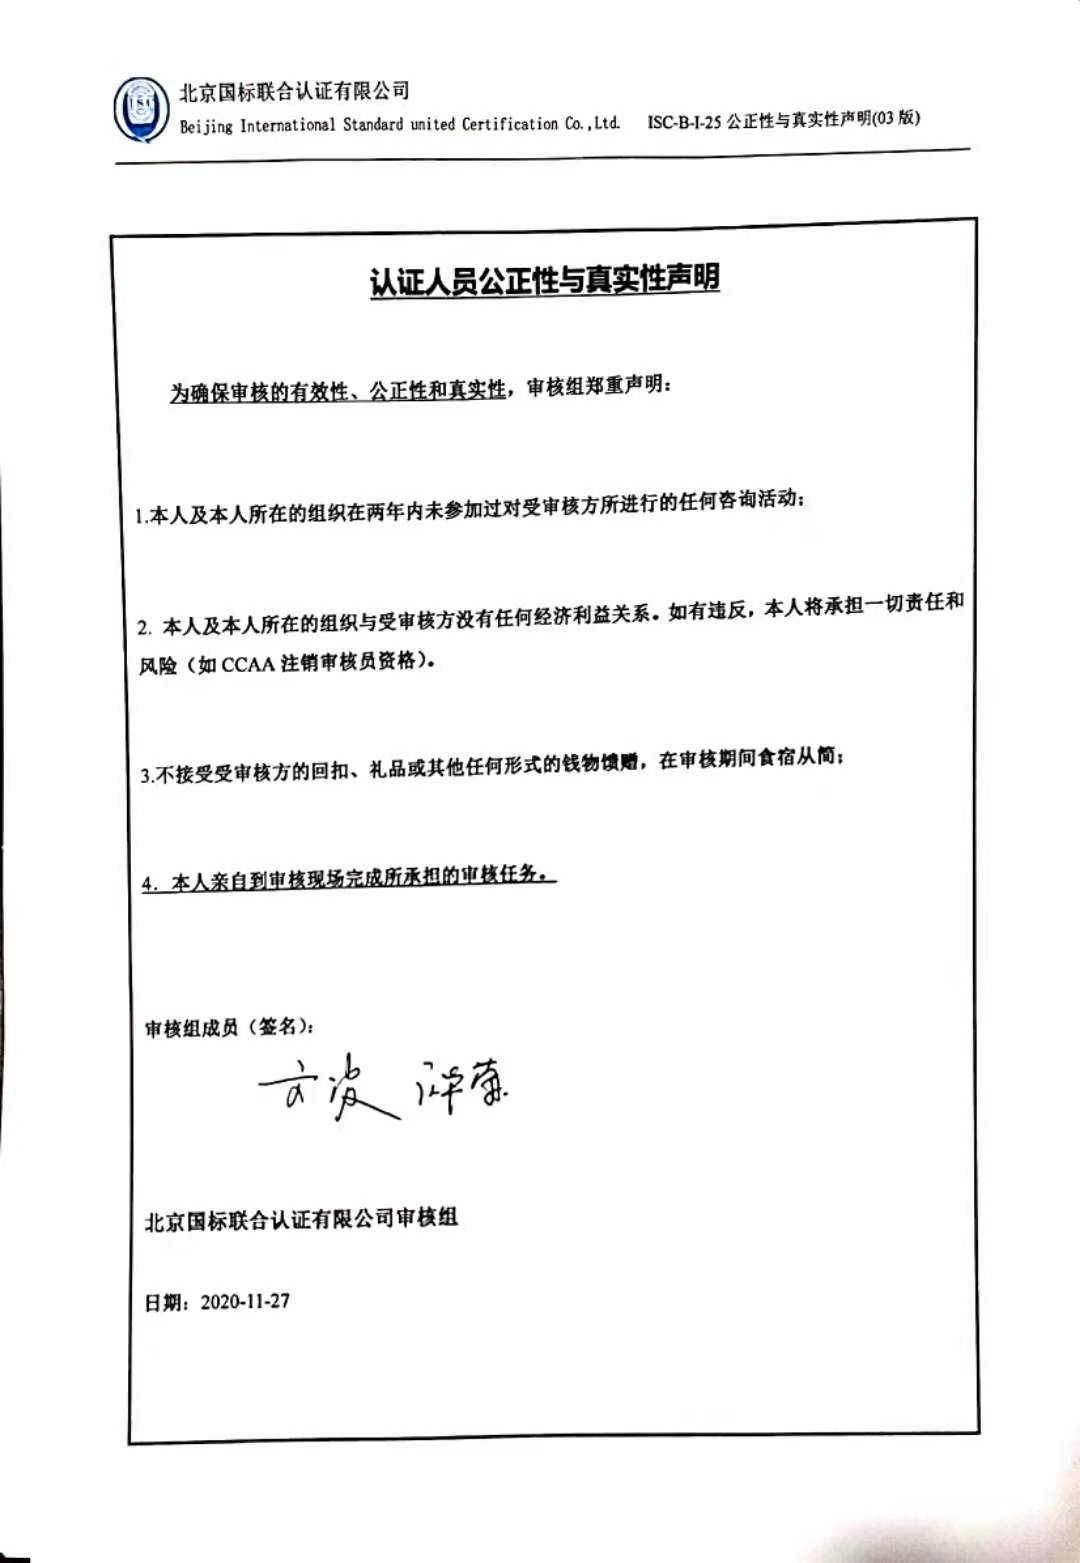 北京国标联合认证有限公司
Beijing International Standard united Certification Co.,Ltd. ISC-B-I-25 公正性与真实性声明(03 版)
ISC
认证人员公正性与真实性声明
为确保审核的有效性、公正性和真实性，审核组郑重声明：
1.本人及本人所在的组织在两年内未参加过对受审核方所进行的任何咨询活动；
2. 本人及本人所在的组织与受审核方没有任何经济利益关系。如有违反，本人将承担一切责任和
风险（如 CCAA 注销审核员资格）。
3.不接受受审核方的回扣、礼品或其他任何形式的钱物馈赠，在审核期间食宿从简；
4. 本人亲自到审核现场完成所承担的审核任务。
审核组成员（签名）：
北京国标联合认证有限公司审核组
日期：2020-11-27